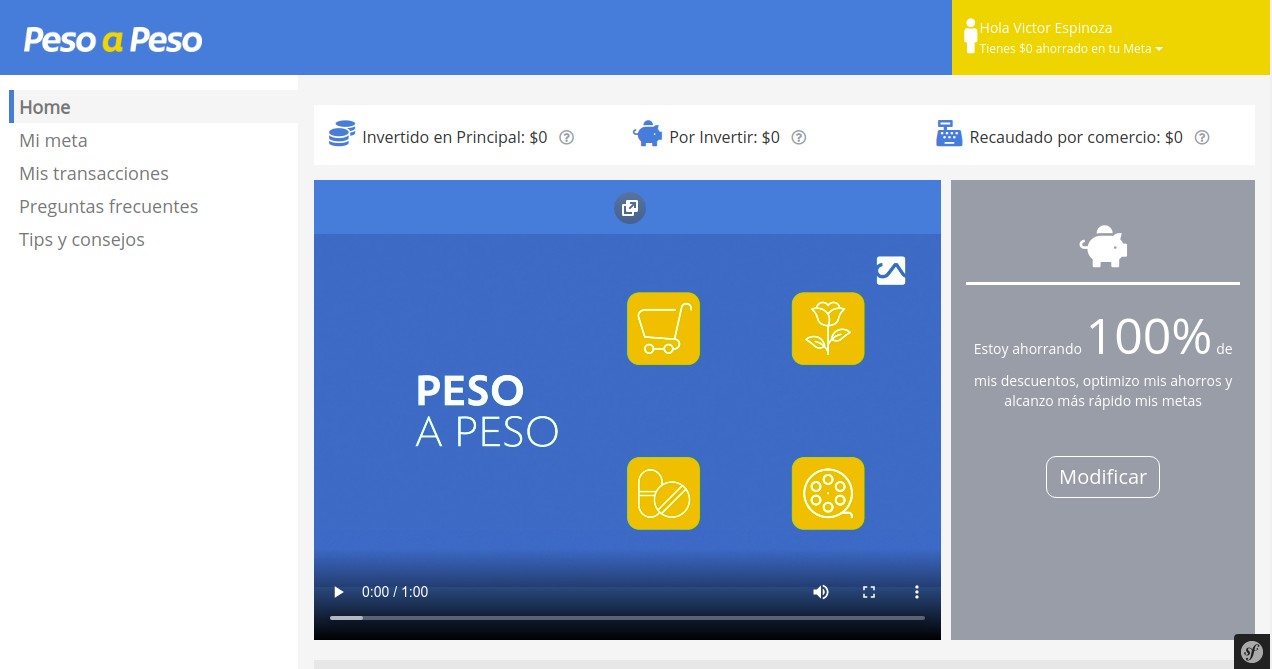 Peso a Peso
Hola Victor Espinoza
Tienes $0 ahorrado en tu Meta
Home
Mi meta
Mis transacciones
Preguntas frecuentes
Tips y consejos
Invertido en Principal: $0 ?
Por Invertir: $0 ?
Recaudado por comercio: $0 ?
PESO
A PESO
0:00 / 1:00
Estoy ahorrando 100% de
mis descuentos, optimizo mis ahorros y
alcanzo más rápido mis metas
Modificar
sf